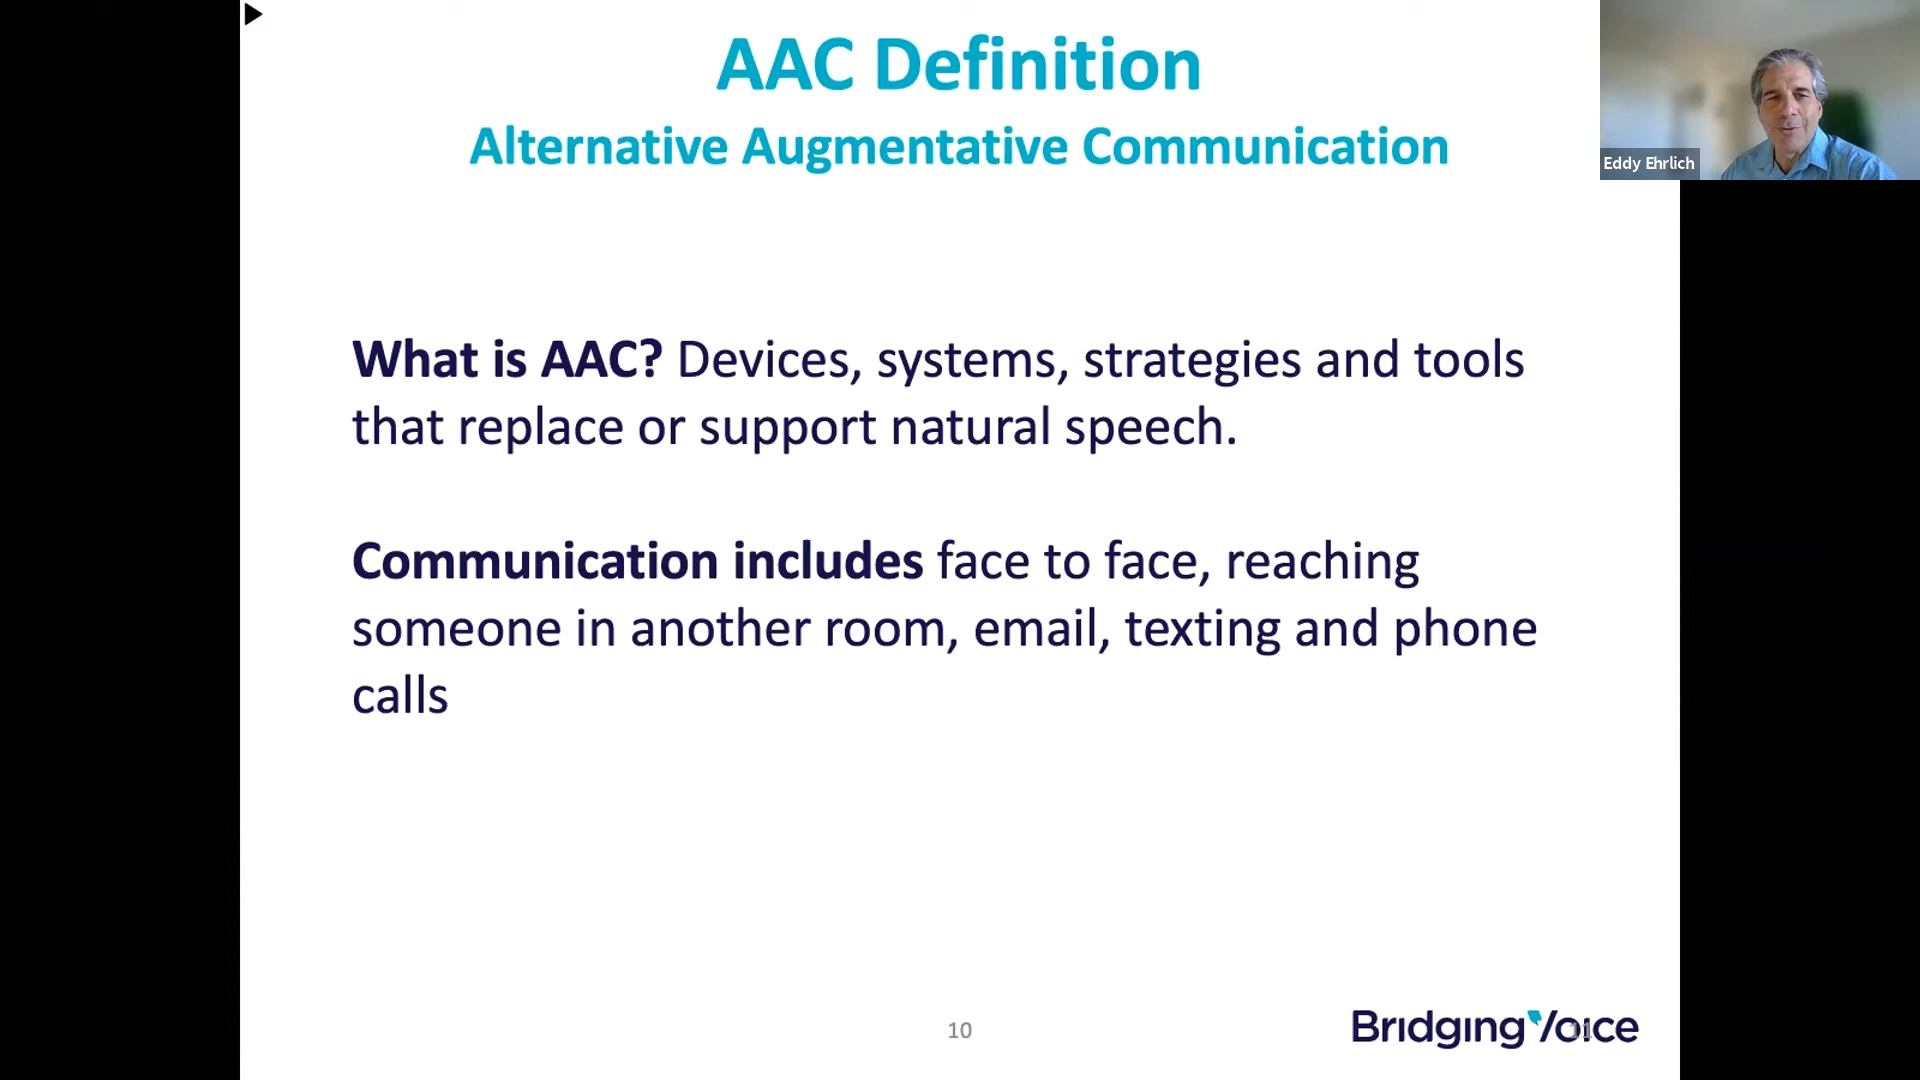 AAC Definition
Alternative Augmentative Communication
Eddy Ehrlich
What is AAC? Devices, systems, strategies and tools
that replace or support natural speech.
Communication includes face to face, reaching
someone in another room, email, texting and phone
calls
10
BridgingVoice
11